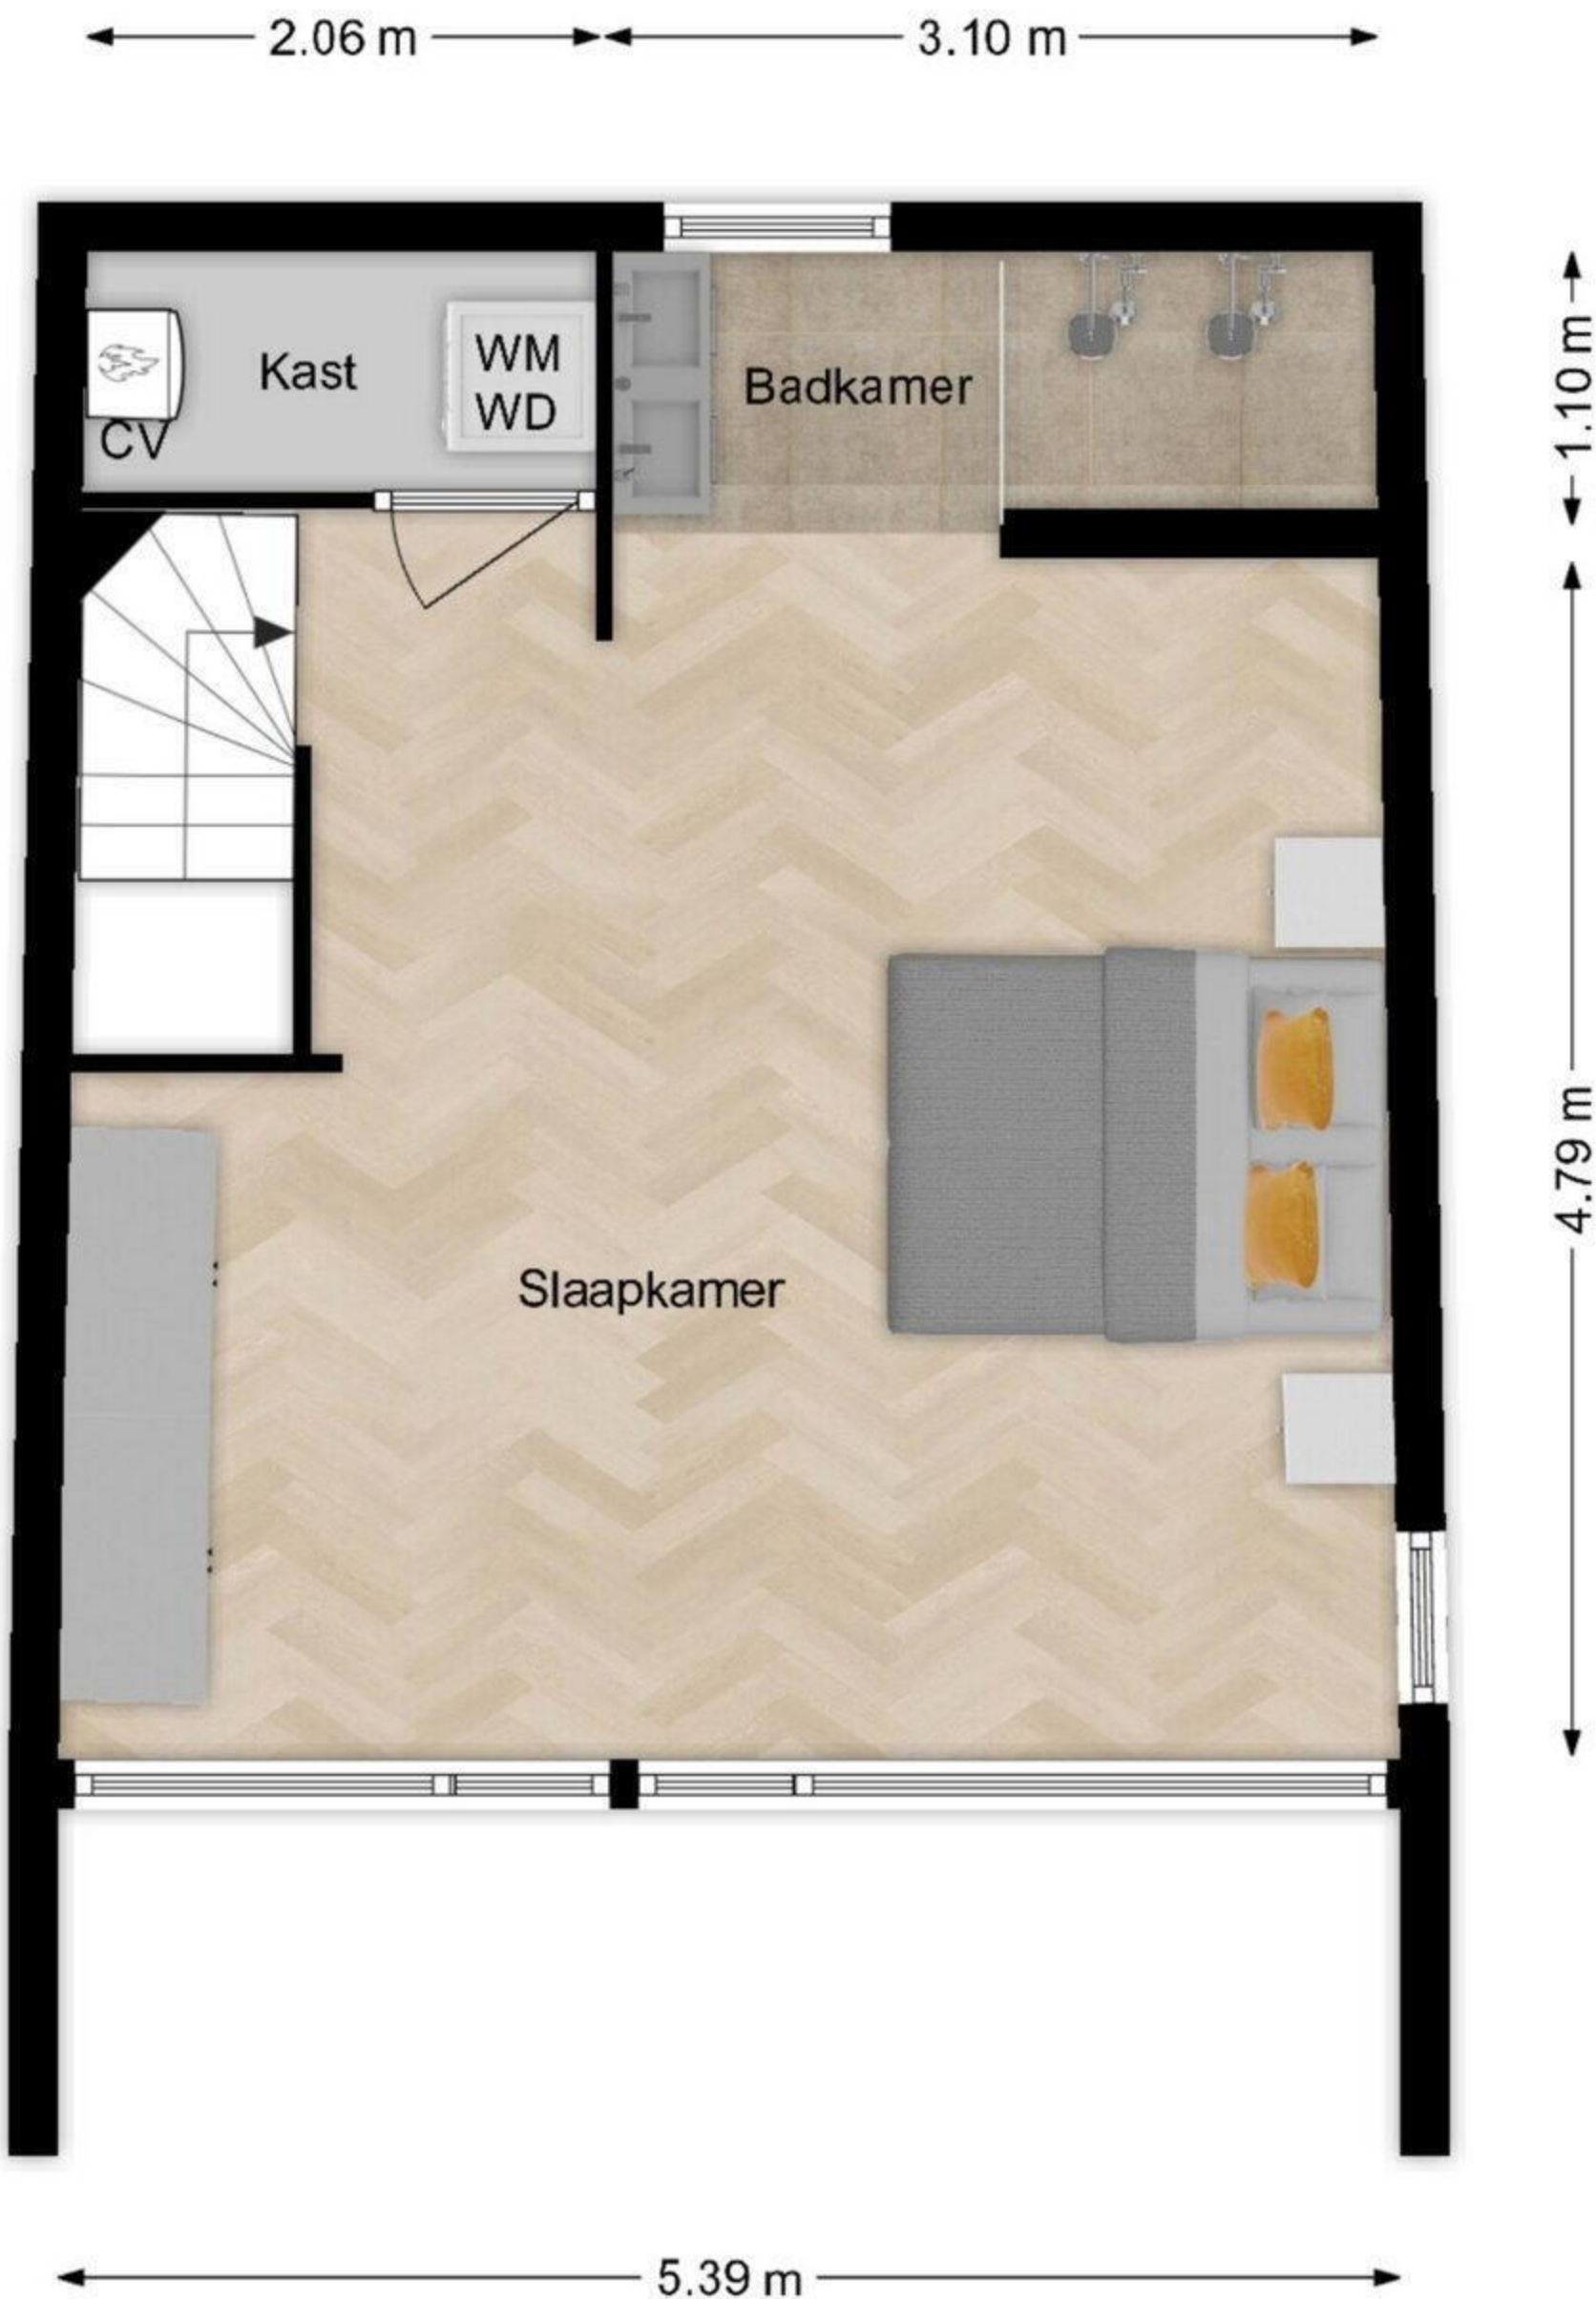 2.06 m
3.10 m
Kast
WM
WD
CV
Badkamer
1.10 m
4.79 m
Slaapkamer
5.39 m